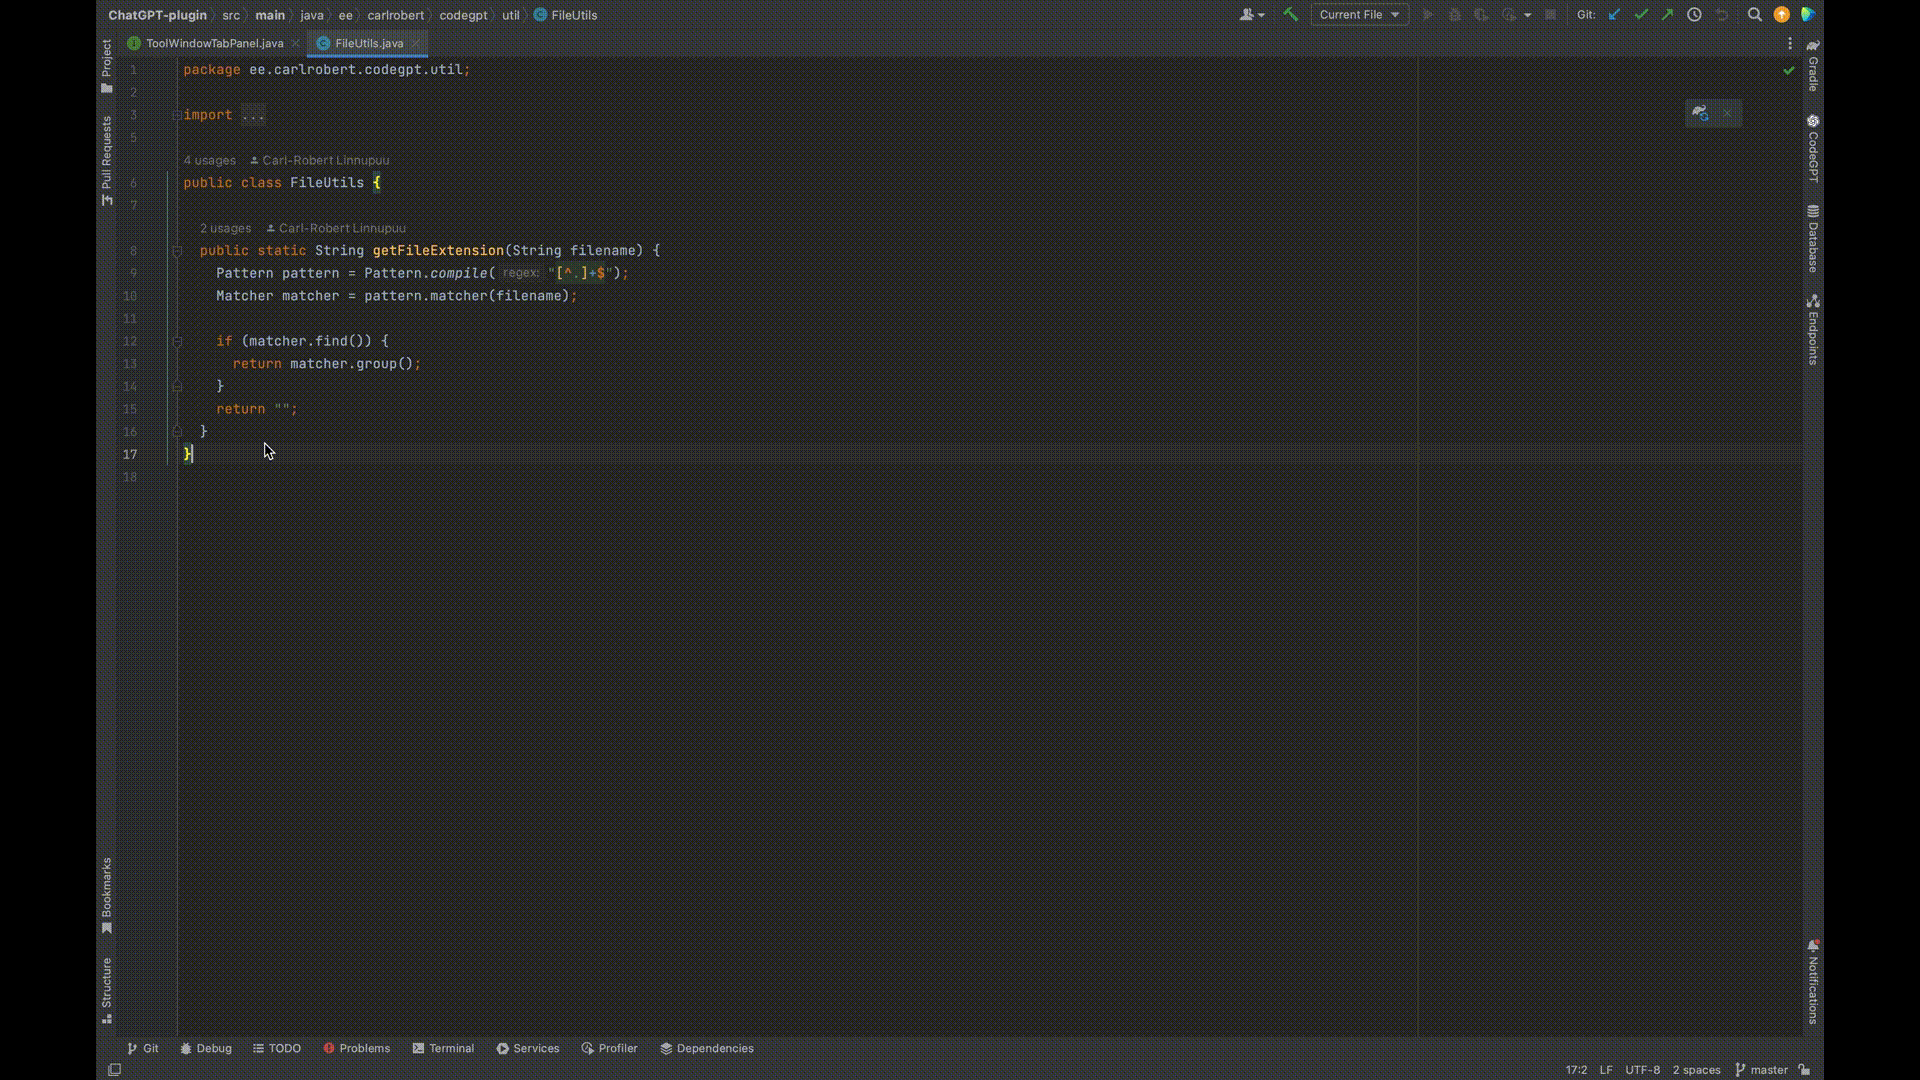 ChatGPT-plugin src main java ee carlrobert codegpt util FileUtils
Current File
Git:
ToolWindowTabPanel.java
FileUtils.java
Project
Pull Requests
Bookmarks
Structure
1 package ee.carlrobert.codegpt.util;
2
3 import ...
5
4 usages Carl-Robert Linnupuu
6 public class FileUtils {
7
2 usages Carl-Robert Linnupuu
8 public static String getFileExtension(String filename) {
9 Pattern pattern = Pattern.compile( regex: "[^.]+$");
10 Matcher matcher = pattern.matcher(filename);
11
12 if (matcher.find()) {
13 return matcher.group();
14 }
15 return "";
16 }
17 }
18
Gradle
CodeGPT
Database
Endpoints
Notifications
Git Debug TODO Problems Terminal Services Profiler Dependencies
17:2 LF UTF-8 2 spaces master